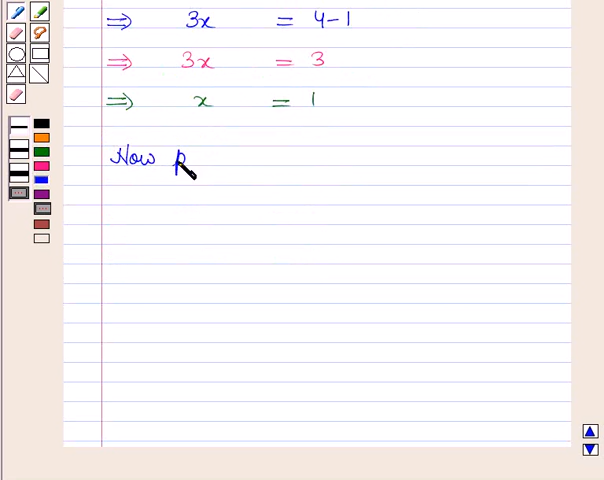 ⇒ 3x = 4-1
⇒ 3x = 3
⇒ x = 1
Now p